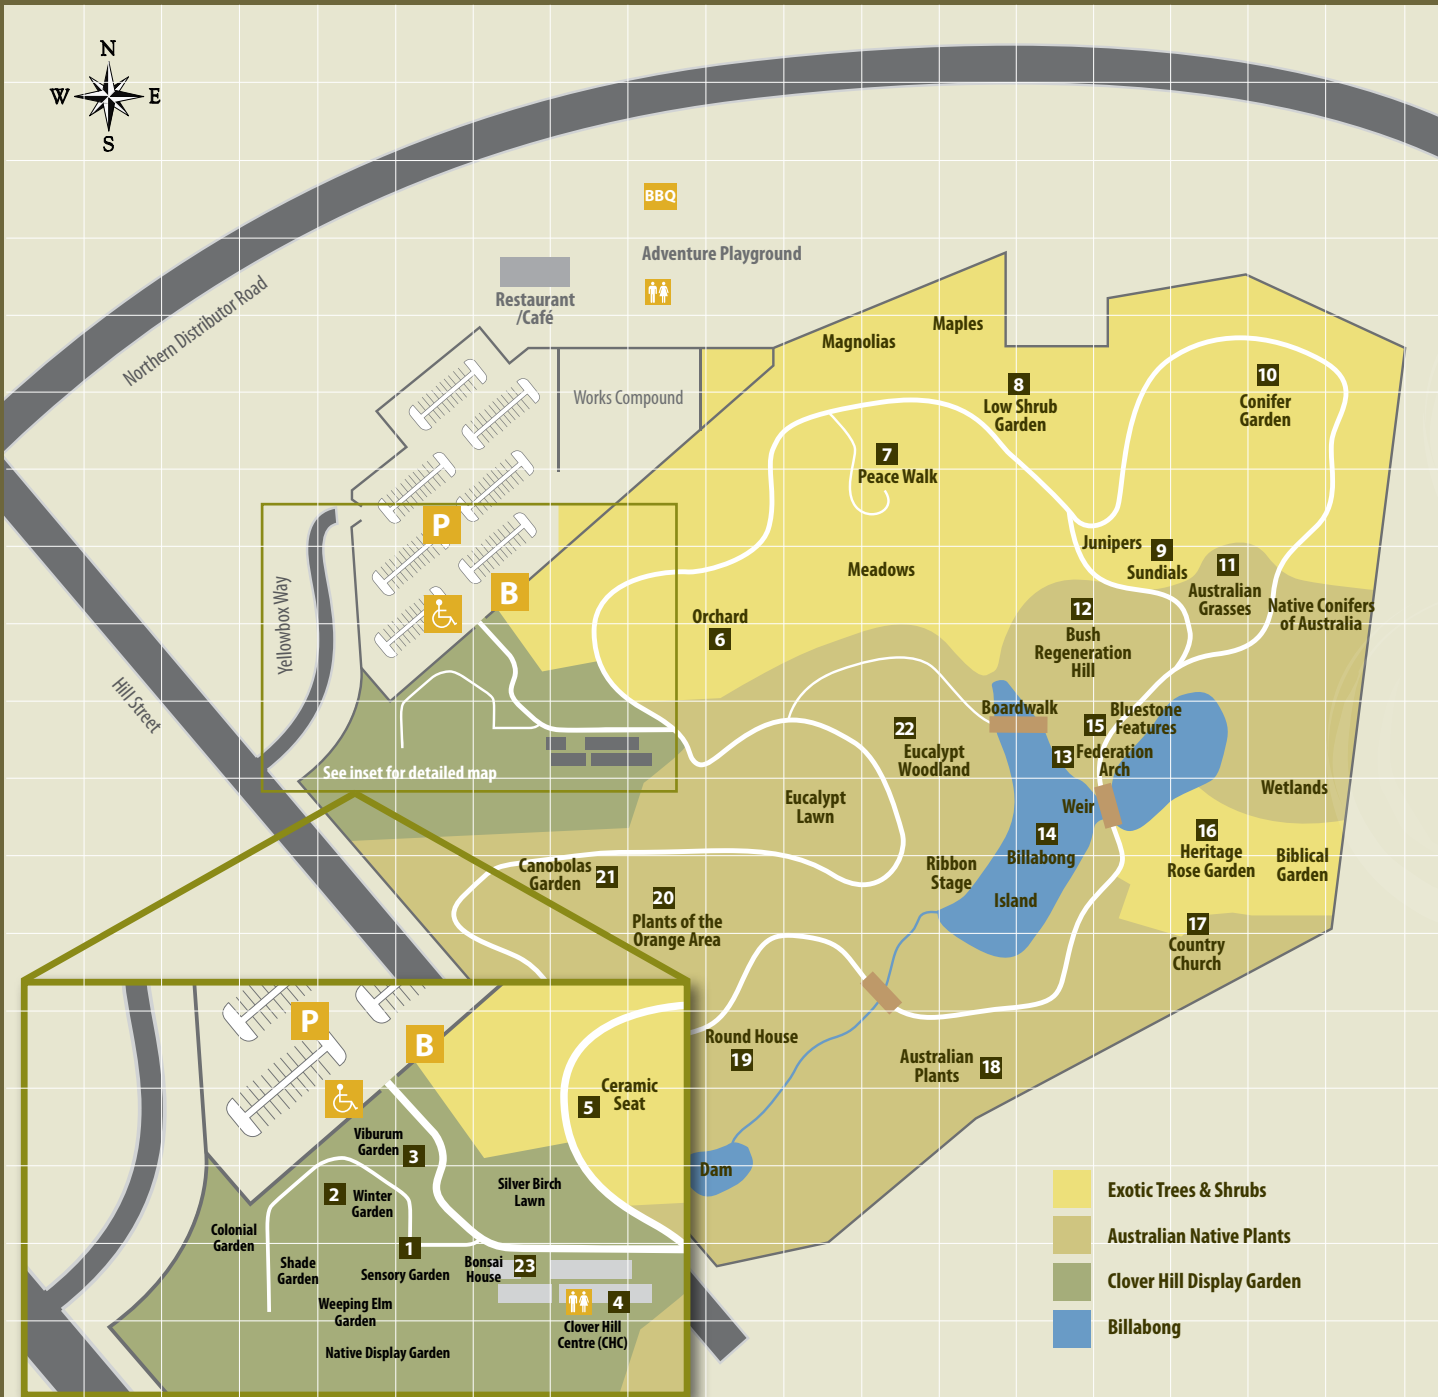 N
W E
S
BBQ
Adventure Playground
Restaurant
/Café
Northern Distributor Road
Works Compound
Magnolias
Maples
8
Low Shrub
Garden
10
Conifer
Garden
7
Peace Walk
P
B
Yellowbox Way
Hill Street
Junipers
9
Sundials
11
Australian
Grasses
Native Conifers
of Australia
Meadows
Orchard
6
12
Bush
Regeneration
Hill
Boardwalk
15
Bluestone
Features
13
Federation
Arch
22
Eucalypt
Woodland
See inset for detailed map
Eucalypt
Lawn
Weir
Wetlands
14
Billabong
16
Heritage
Rose Garden
Biblical
Garden
Ribbon
Stage
Island
Canobolas
Garden
21
20
Plants of the
Orange Area
17
Country
Church
Round House
19
Australian
Plants
18
Dam
P
B
Ceramic
Seat
5
Viburum
Garden
3
2
Winter
Garden
Silver Birch
Lawn
Colonial
Garden
1
Sensory Garden
Shade
Garden
Bonsai
House
23
Weeping Elm
Garden
4
Clover Hill
Centre (CHC)
Native Display Garden
Exotic Trees & Shrubs
Australian Native Plants
Clover Hill Display Garden
Billabong